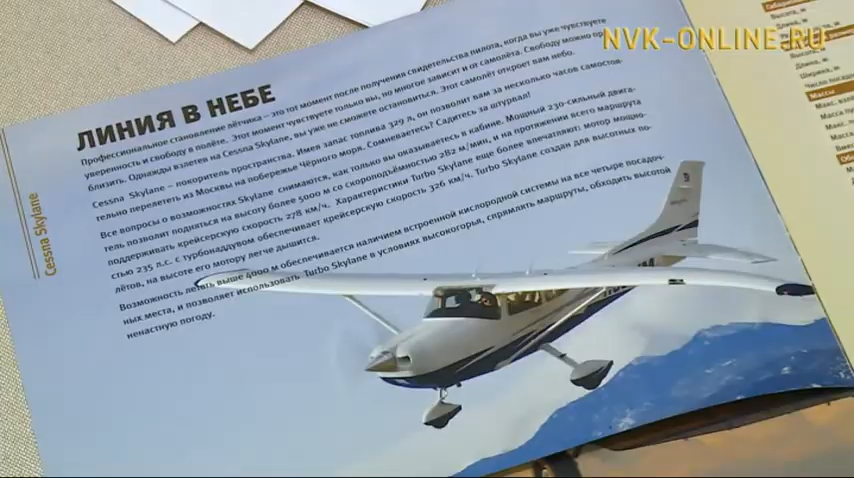 NVK-ONLINE.RU
ЛИНИЯ В НЕБЕ
Профессиональное становление лётчика – это тот момент после получения свидетельства пилота, когда вы уже чувствуете
уверенность и свободу в полёте. Этот момент чувствуете только вы, но многое зависит и от самолёта. Свободу можно
близить. Однажды взлетев на Cessna Skylane, вы уже не сможете остановиться. Этот самолёт откроет вам небо.
Cessna Skylane – покоритель пространства. Имея запас топлива 329 л, он позволит вам за несколько часов самостоя-
тельно перелететь из Москвы на побережье Чёрного моря. Сомневаетесь? Садитесь за штурвал!
Все вопросы о возможностях Skylane снимаются, как только вы оказываетесь в кабине. Мощный 230-сильный двига-
тель позволит подняться на высоту более 5000 м со скороподъёмностью 282 м/мин, и на протяжении всего маршрута
поддерживать крейсерскую скорость 278 км/ч. Характеристики Turbo Skylane ещё более впечатляют: мотор мощно-
стью 235 л.с. с турбонаддувом обеспечивает крейсерскую скорость 326 км/ч. Turbo Skylane создан для высотных по-
лётов, на высоте его мотору легче дышится.
Возможность летать выше 4000 м обеспечивается наличием встроенной кислородной системы на все четыре посадоч-
ных места, и позволяет использовать Turbo Skylane в условиях высокогорья, спрямлять маршруты, обходить высотой
ненастную погоду.
Cessna Skylane
Высота, м
Длина, м
Высота, м
Длина, м
Ширина, м
Массы